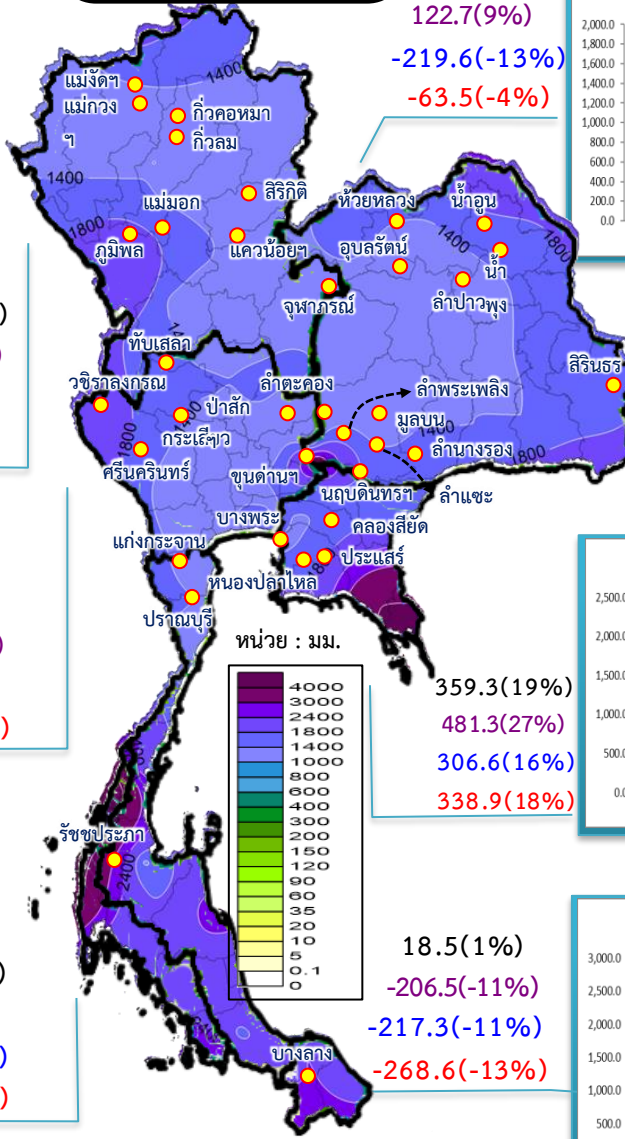 122.7(9%)
-219.6(-13%)
-63.5(-4%)
2,000.0
1,800.0
1,600.0
1,400.0
1,200.0
1,000.0
800.0
600.0
400.0
200.0
0.0
1400
แม่งัดฯ
แม่กวง
ฯ
กิ่วคอหมา
กิ่วลม
1400
สิริกิติ
แม่มอก
1800
ภูมิพล
แควน้อยฯ
ห้วยหลวง
น้ำอูน
1400
1800
อุบลรัตน์
น้ำ
พุง
ลำปาว
จุฬาภรณ์
ทับเสลา
สิรินธร
วชิราลงกรณ
ลำตะคอง
ลำพระเพลิง
ป่าสัก
มูลบน
1400
1400
1800
กระเสียว
ศรีนครินทร์
ขุนด่านฯ
ลำนางรอง
1800
นฤบดินทรฯ
ลำแซะ
บางพระ
คลองสียัด
แก่งกระจาน
ประแสร์
หนองปลาไหล
ปราณบุรี
2,500.0
2,000.0
1,500.0
1,000.0
500.0
0.0
หน่วย : มม.
4000
3000
2400
1800
1400
1000
800
600
400
300
200
150
120
90
60
35
20
10
5
0.1
0
359.3(19%)
481.3(27%)
306.6(16%)
338.9(18%)
รัชชประภา
2400
18.5(1%)
-206.5(-11%)
-217.3(-11%)
-268.6(-13%)
บางลาง
3,000.0
2,500.0
2,000.0
1,500.0
1,000.0
500.0